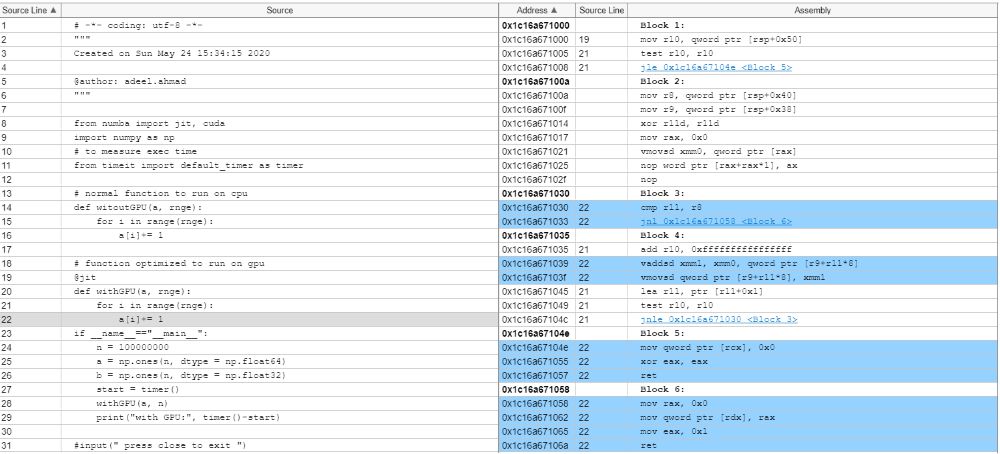 Source Line ▲ Source Address ▲ Source Line Assembly
1 # -*- coding: utf-8 -*- 0x1c16a671000 Block 1:
2 """ 0x1c16a671000 19 mov r10, qword ptr [rsp+0x50]
3 Created on Sun May 24 15:34:15 2020 0x1c16a671005 21 test r10, r10
4 0x1c16a671008 21 jle 0x1c16a67104e <Block 5>
5 @author: adeel.ahmad 0x1c16a67100a Block 2:
6 """ 0x1c16a67100a mov r8, qword ptr [rsp+0x40]
7 0x1c16a67100f mov r9, qword ptr [rsp+0x38]
8 from numba import jit, cuda 0x1c16a671014 xor r11d, r11d
9 import numpy as np 0x1c16a671017 mov rax, 0x0
10 # to measure exec time 0x1c16a671021 vmovsd xmm0, qword ptr [rax]
11 from timeit import default_timer as timer 0x1c16a671025 nop word ptr [rax+rax*1], ax
12 0x1c16a67102f nop
13 # normal function to run on cpu 0x1c16a671030 Block 3:
14 def witoutGPU(a, rnge): 0x1c16a671030 22 cmp r11, r8
15 for i in range(rnge): 0x1c16a671033 22 jnl 0x1c16a671058 <Block 6>
16 a[i]+= 1 0x1c16a671035 Block 4:
17 0x1c16a671035 21 add r10, 0xffffffffffffffff
18 # function optimized to run on gpu 0x1c16a671039 22 vaddsd xmm1, xmm0, qword ptr [r9+r11*8]
19 @jit 0x1c16a67103f 22 vmovsd qword ptr [r9+r11*8], xmm1
20 def withGPU(a, rnge): 0x1c16a671045 21 lea r11, ptr [r11+0x1]
21 for i in range(rnge): 0x1c16a671049 21 test r10, r10
22 a[i]+= 1 0x1c16a67104c 21 jnle 0x1c16a671030 <Block 3>
23 if __name__=="__main__": 0x1c16a67104e Block 5:
24 n = 100000000 0x1c16a67104e 22 mov qword ptr [rcx], 0x0
25 a = np.ones(n, dtype = np.float64) 0x1c16a671055 22 xor eax, eax
26 b = np.ones(n, dtype = np.float32) 0x1c16a671057 22 ret
27 start = timer() 0x1c16a671058 Block 6:
28 withGPU(a, n) 0x1c16a671058 22 mov rax, 0x0
29 print("with GPU:", timer()-start) 0x1c16a671062 22 mov qword ptr [rdx], rax
30 0x1c16a671065 22 mov eax, 0x1
31 #input(" press close to exit ") 0x1c16a67106a 22 ret